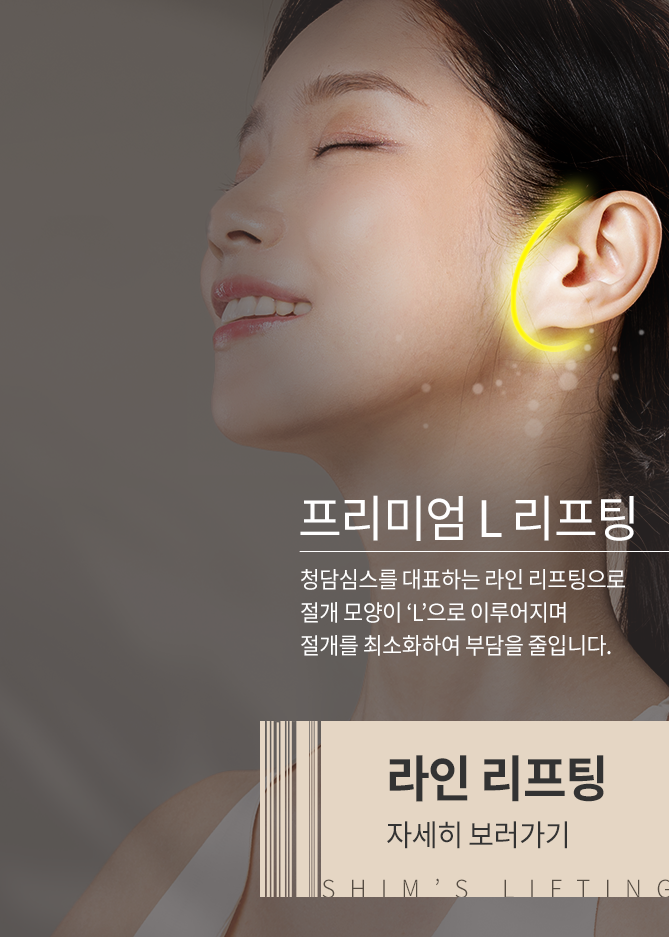 프리미엄 L 리프팅
청담심스를 대표하는 라인 리프팅으로
절개 모양이 ‘L’으로 이루어지며
절개를 최소화하여 부담을 줄입니다.
라인 리프팅
자세히 보러가기
SHIM’S LIFTING